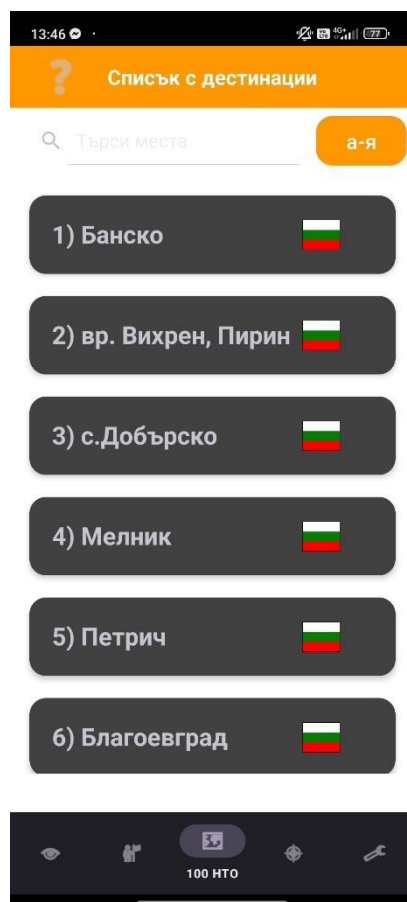 13:46
4G+ 77
Списък с дестинации
Търси места
а-я
1) Банско
2) вр. Вихрен, Пирин
3) с.Добърско
4) Мелник
5) Петрич
6) Благоевград
100 НТО